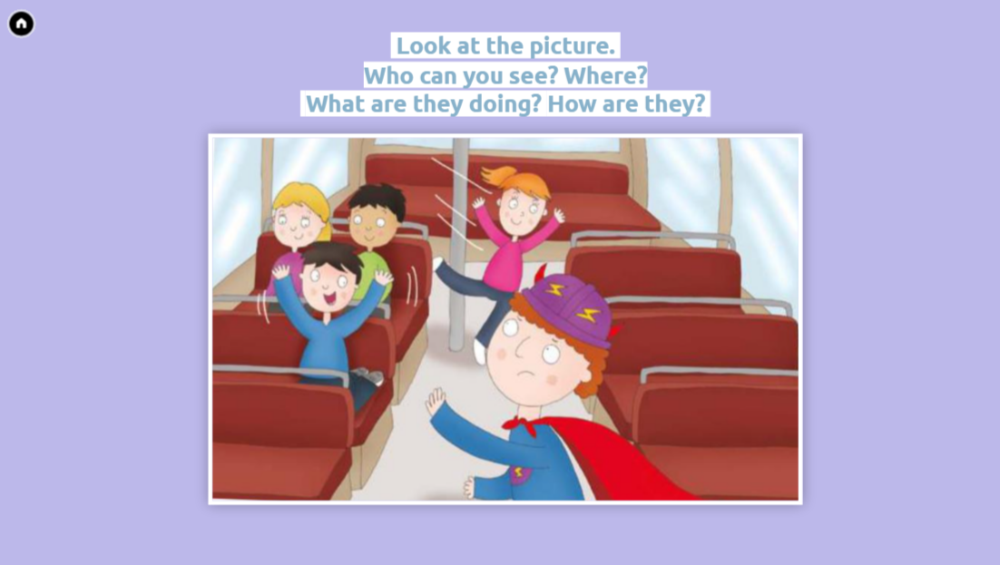 Look at the picture.
Who can you see? Where?
What are they doing? How are they?